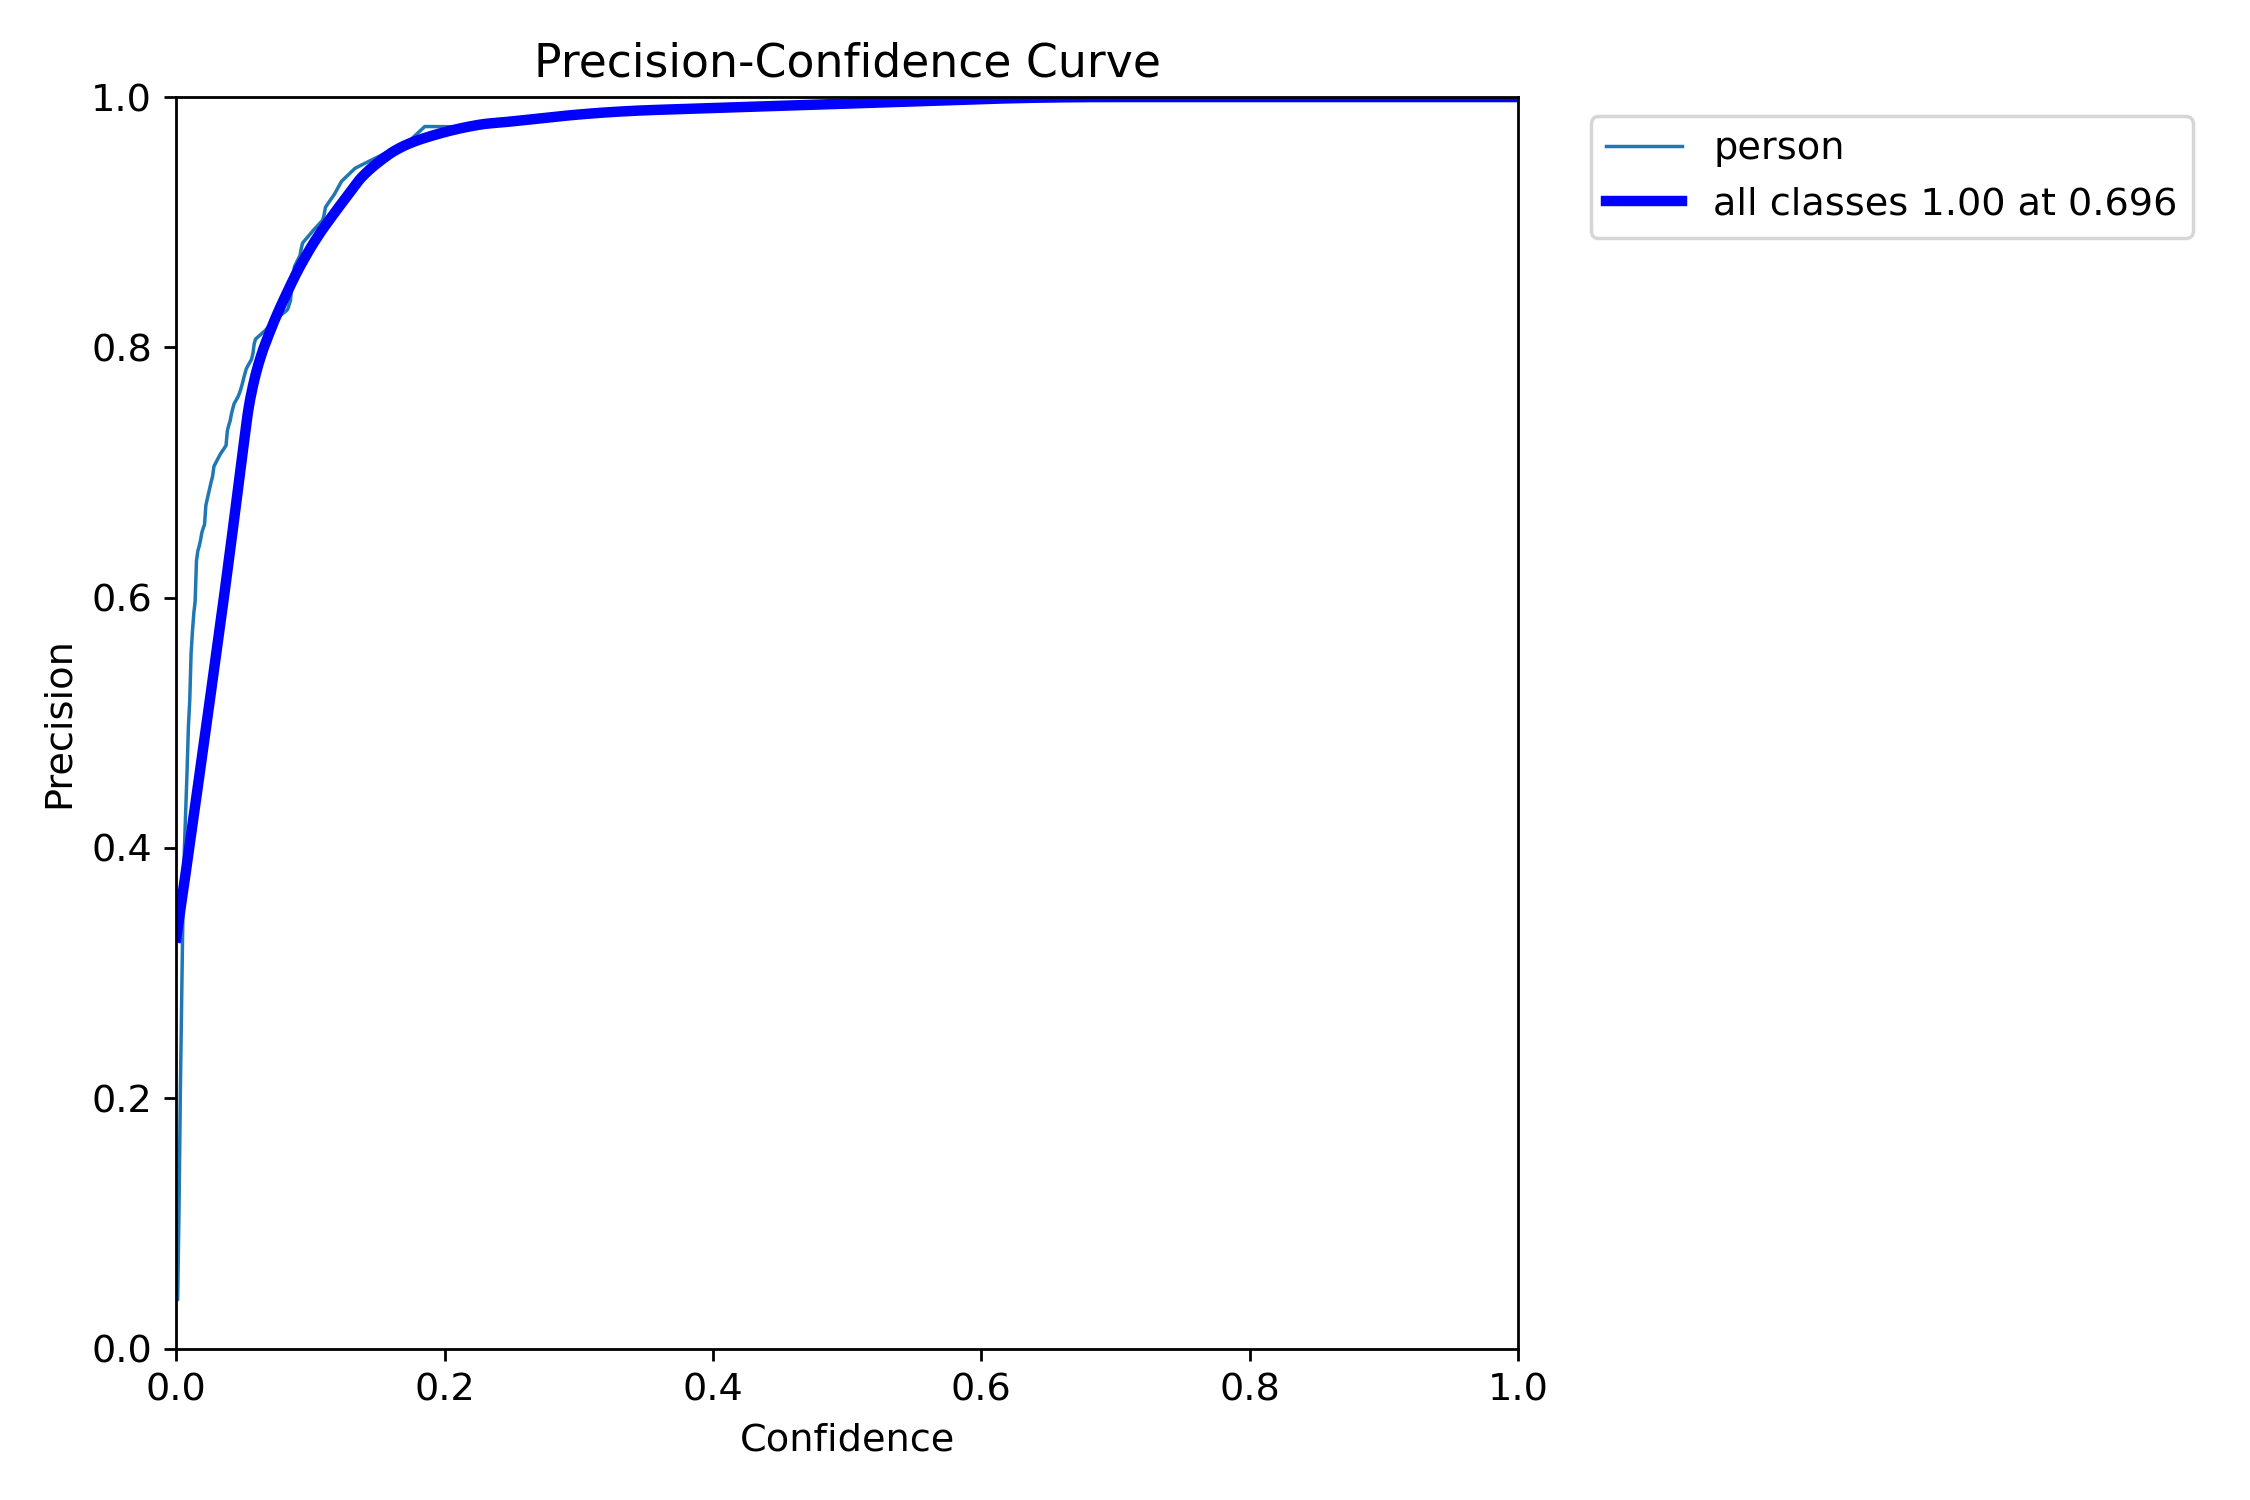 Precision-Confidence Curve
1.0
0.8
0.6
0.4
0.2
0.0
Precision
0.0 0.2 0.4 0.6 0.8 1.0
Confidence
person
all classes 1.00 at 0.696